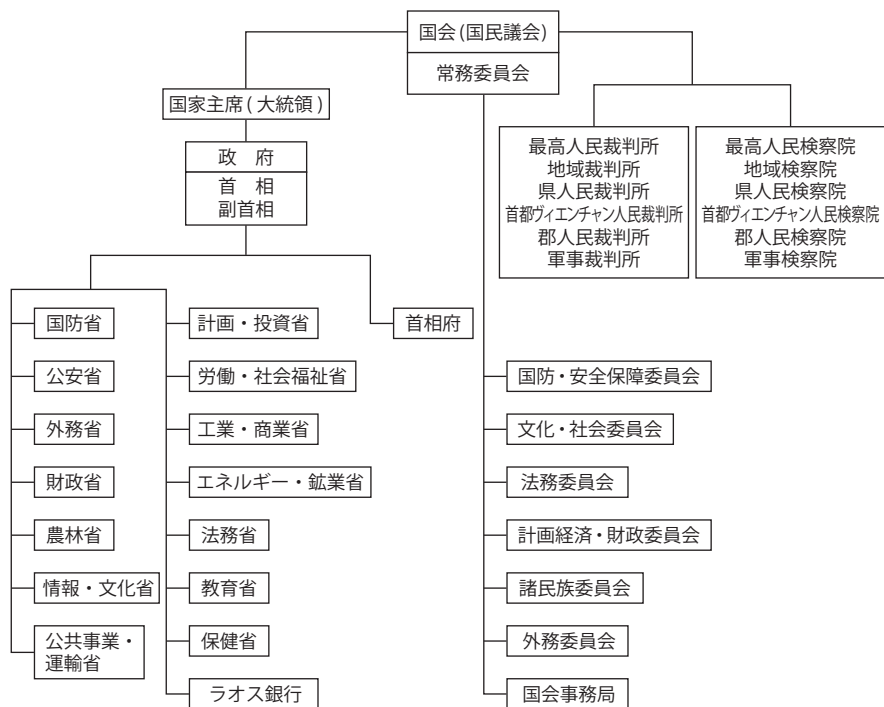 国会(国民議会)
常務委員会
国家主席(大統領)
政　府
首　相
副首相
最高人民裁判所
地域裁判所
県人民裁判所
首都ヴィエンチャン人民裁判所
郡人民裁判所
軍事裁判所
最高人民検察院
地域検察院
県人民検察院
首都ヴィエンチャン人民検察院
郡人民検察院
軍事検察院
国防省
公安省
外務省
財政省
農林省
情報・文化省
公共事業・
運輸省
計画・投資省
労働・社会福祉省
工業・商業省
エネルギー・鉱業省
法務省
教育省
保健省
ラオス銀行
首相府
国防・安全保障委員会
文化・社会委員会
法務委員会
計画経済・財政委員会
諸民族委員会
外務委員会
国会事務局